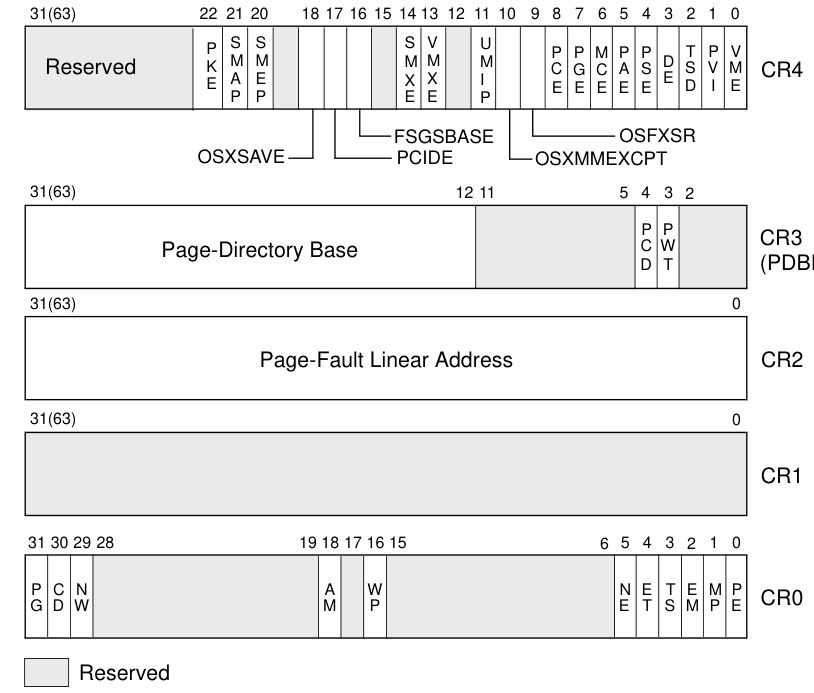 31(63) 22 21 20 18 17 16 15 14 13 12 11 10 9 8 7 6 5 4 3 2 1 0
Reserved PKE SMAP SMEP SMXE VMXE UMIP PCE PGE MCE PAE PSE DE TSD PVI VME CR4
FSGSBASE OSFXSR
OSXSAVE PCIDE OSXMMEXCPT
31(63) 12 11 5 4 3 2
Page-Directory Base PCD PWT CR3
(PDB
31(63) 0
Page-Fault Linear Address CR2
31(63) 0
CR1
31 30 29 28 19 18 17 16 15 6 5 4 3 2 1 0
PG CD NW AM WP NE ET TS EM MP PE CR0
Reserved